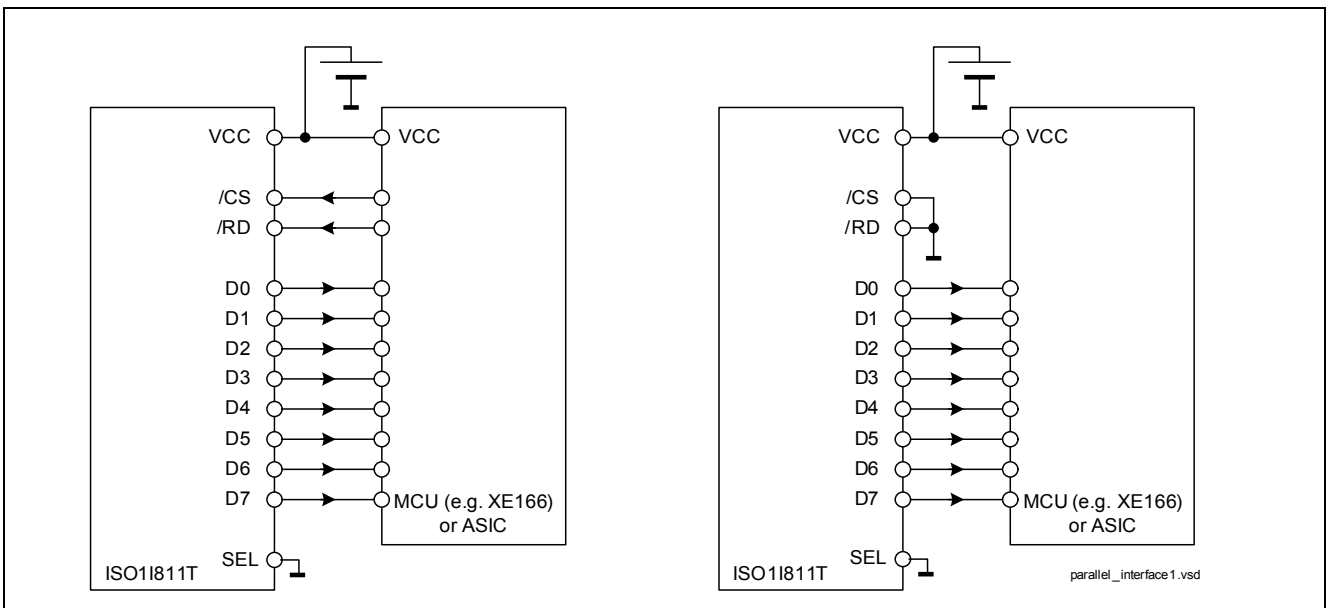 VCC
VCC
/CS
/RD
D0
D1
D2
D3
D4
D5
D6
D7
MCU (e.g. XE166)
or ASIC
SEL
ISO1I811T
VCC
VCC
/CS
/RD
D0
D1
D2
D3
D4
D5
D6
D7
MCU (e.g. XE166)
or ASIC
SEL
ISO1I811T
parallel_interface1.vsd